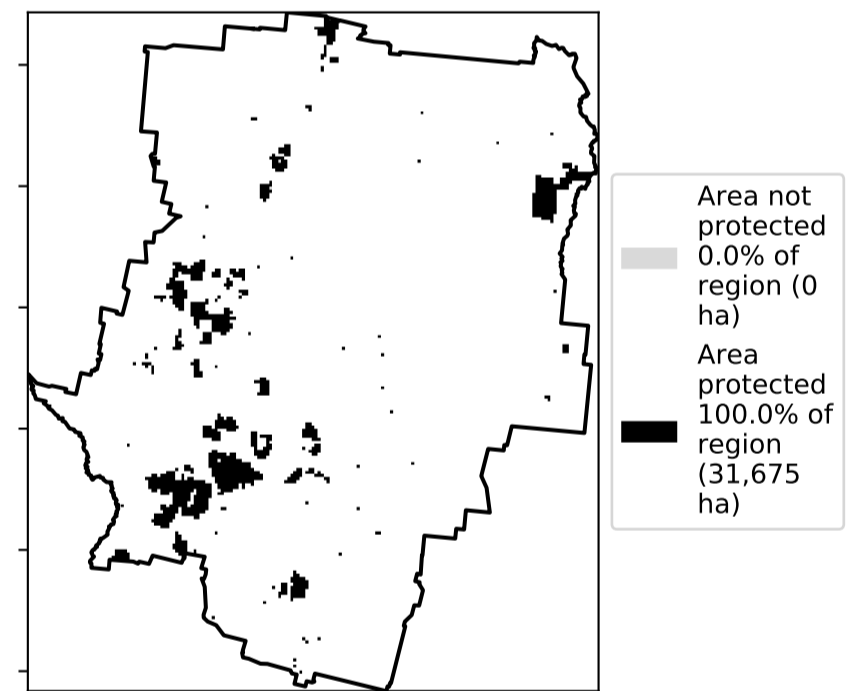 Area not
protected
0.0% of
region (0
ha)
Area
protected
100.0% of
region
(31,675
ha)